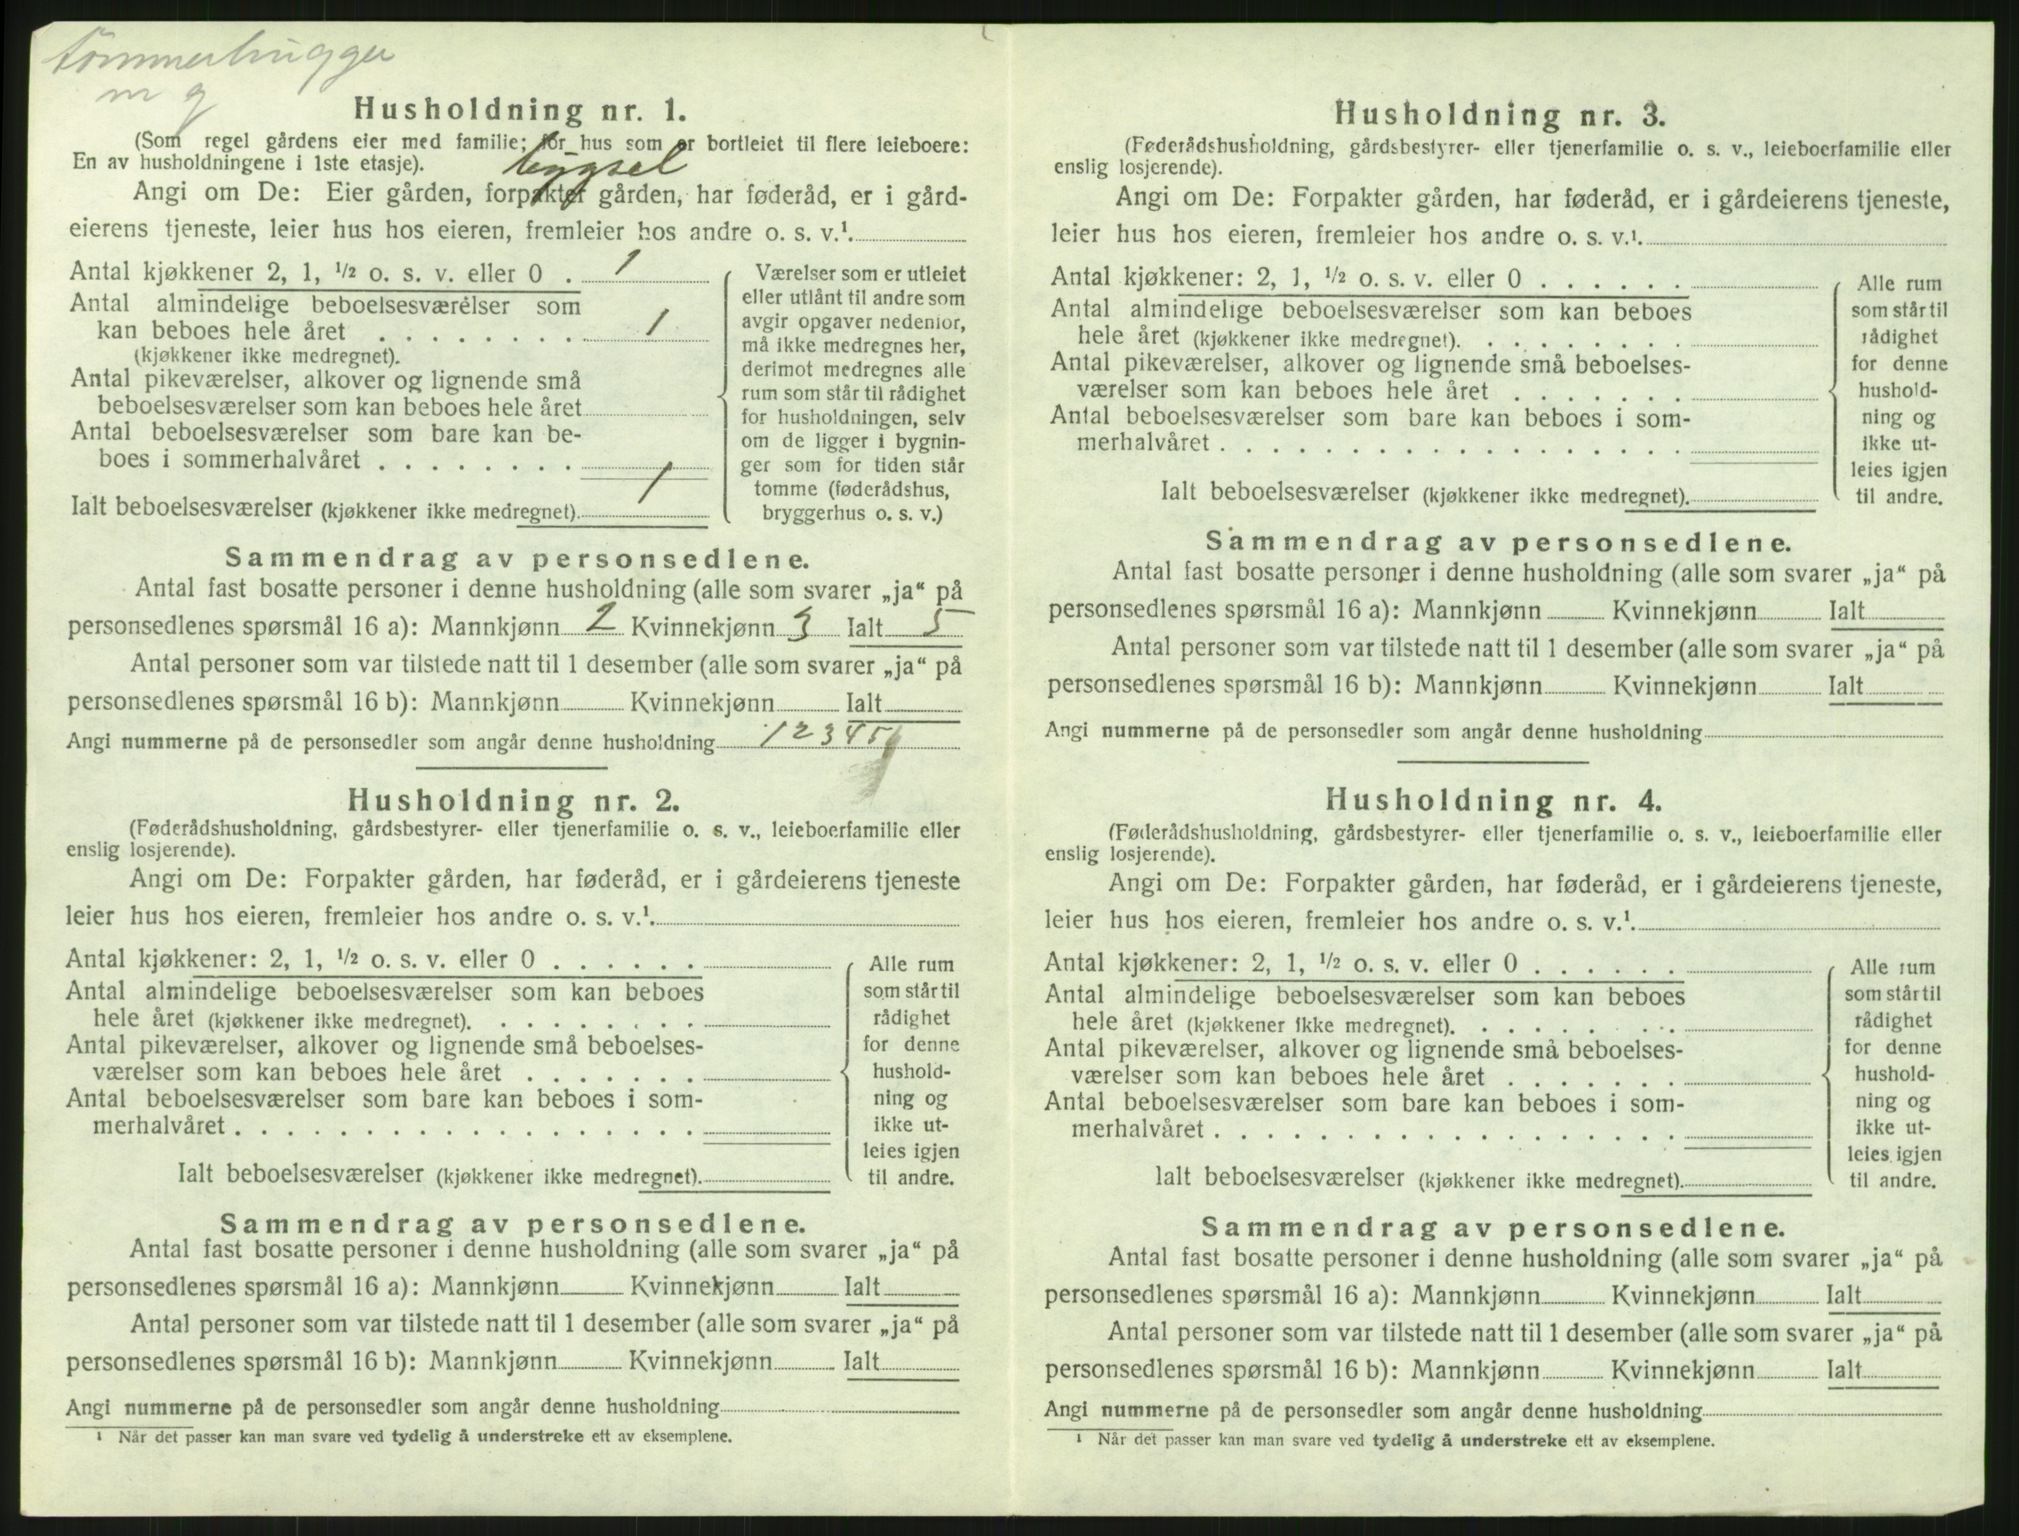 Tømmerhugger
m g
Husholdning nr. 1.
(Som regel gårdens eier med familie; for hus som er bortleiet til flere leieboere:
En av husholdningene i 1ste etasje).
bygsel
Angi om De: Eier gården, forpakter gården, har føderåd, er i gård-
eierens tjeneste, leier hus hos eieren, fremleier hos andre o. s. v.¹.
Antal kjøkkener 2, 1, ½ o. s. v. eller 0 . 1
Antal almindelige beboelsesværelser som
kan beboes hele året . . . . . . . . 1
(kjøkkener ikke medregnet).
Antal pikeværelser, alkover og lignende små
beboelsesværelser som kan beboes hele året
Antal beboelsesværelser som bare kan be-
boes i sommerhalvåret . . . . . . .
Ialt beboelsesværelser (kjøkkener ikke medregnet). 1
Værelser som er utleiet
eller utlånt til andre som
avgir opgaver nedenfor,
må ikke medregnes her,
derimot medregnes alle
rum som står til rådighet
for husholdningen, selv
om de ligger i bygnin-
ger som for tiden står
tomme (føderådshus,
bryggerhus o. s. v.)
Sammendrag av personsedlene.
Antal fast bosatte personer i denne husholdning (alle som svarer „ja“ på
personsedlenes spørsmål 16 a): Mannkjønn 2 Kvinnekjønn 3 Ialt 5
Antal personer som var tilstede natt til 1 desember (alle som svarer „ja“ på
personsedlenes spørsmål 16 b): Mannkjønn Kvinnekjønn Ialt
Angi nummerne på de personsedler som angår denne husholdning 1 2 3 4 5
Husholdning nr. 2.
(Føderådshusholdning, gårdsbestyrer- eller tjenerfamilie o. s. v., leieboerfamilie eller
enslig losjerende).
Angi om De: Forpakter gården, har føderåd, er i gårdeierens tjeneste
leier hus hos eieren, fremleier hos andre o. s. v.¹.
Antal kjøkkener: 2, 1, ½ o. s. v. eller 0 . . . . . .
Antal almindelige beboelsesværelser som kan beboes
hele året (kjøkkener ikke medregnet). . . . . . . . .
Antal pikeværelser, alkover og lignende små beboelses-
værelser som kan beboes hele året . . . . . . .
Antal beboelsesværelser som bare kan beboes i som-
merhalvåret . . . . . . . . . . . . . . . . . .
Ialt beboelsesværelser (kjøkkener ikke medregnet).
Alle rum
som står til
rådighet
for denne
hushold-
ning og
ikke ut-
leies igjen
til andre.
Sammendrag av personsedlene.
Antal fast bosatte personer i denne husholdning (alle som svarer „ja“ på
personsedlenes spørsmål 16 a): Mannkjønn Kvinnekjønn Ialt
Antal personer som var tilstede natt til 1 desember (alle som svarer „ja“ på
personsedlenes spørsmål 16 b): Mannkjønn Kvinnekjønn Ialt
Angi nummerne på de personsedler som angår denne husholdning
¹ Når det passer kan man svare ved tydelig å understreke ett av eksemplene.
Husholdning nr. 3.
(Føderådshusholdning, gårdsbestyrer- eller tjenerfamilie o. s. v., leieboerfamilie eller
enslig losjerende).
Angi om De: Forpakter gården, har føderåd, er i gårdeierens tjeneste,
leier hus hos eieren, fremleier hos andre o. s. v.¹.
Antal kjøkkener: 2, 1, ½ o. s. v. eller 0 . . . . . .
Antal almindelige beboelsesværelser som kan beboes
hele året (kjøkkener ikke medregnet). . . . . . . . .
Antal pikeværelser, alkover og lignende små beboelses-
værelser som kan beboes hele året . . . . . . .
Antal beboelsesværelser som bare kan beboes i som-
merhalvåret . . . . . . . . . . . . . . . . . .
Ialt beboelsesværelser (kjøkkener ikke medregnet).
Alle rum
som står til
rådighet
for denne
hushold-
ning og
ikke ut-
leies igjen
til andre.
Sammendrag av personsedlene.
Antal fast bosatte personer i denne husholdning (alle som svarer „ja“ på
personsedlenes spørsmål 16 a): Mannkjønn Kvinnekjønn Ialt
Antal personer som var tilstede natt til 1 desember (alle som svarer „ja“ på
personsedlenes spørsmål 16 b): Mannkjønn Kvinnekjønn Ialt
Angi nummerne på de personsedler som angår denne husholdning
Husholdning nr. 4.
(Føderådshusholdning, gårdsbestyrer- eller tjenerfamilie o. s. v., leieboerfamilie eller
enslig losjerende).
Angi om De: Forpakter gården, har føderåd, er i gårdeierens tjeneste,
leier hus hos eieren, fremleier hos andre o. s. v.¹.
Antal kjøkkener: 2, 1, ½ o. s. v. eller 0 . . . . . .
Antal almindelige beboelsesværelser som kan beboes
hele året (kjøkkener ikke medregnet). . . . . . . . .
Antal pikeværelser, alkover og lignende små beboelses-
værelser som kan beboes hele året . . . . . . .
Antal beboelsesværelser som bare kan beboes i som-
merhalvåret . . . . . . . . . . . . . . . . . .
Ialt beboelsesværelser (kjøkkener ikke medregnet).
Alle rum
som står til
rådighet
for denne
hushold-
ning og
ikke ut-
leies igjen
til andre.
Sammendrag av personsedlene.
Antal fast bosatte personer i denne husholdning (alle som svarer „ja“ på
personsedlenes spørsmål 16 a): Mannkjønn Kvinnekjønn Ialt
Antal personer som var tilstede natt til 1 desember (alle som svarer „ja“ på
personsedlenes spørsmål 16 b): Mannkjønn Kvinnekjønn Ialt
Angi nummerne på de personsedler som angår denne husholdning
¹ Når det passer kan man svare ved tydelig å understreke ett av eksemplene.